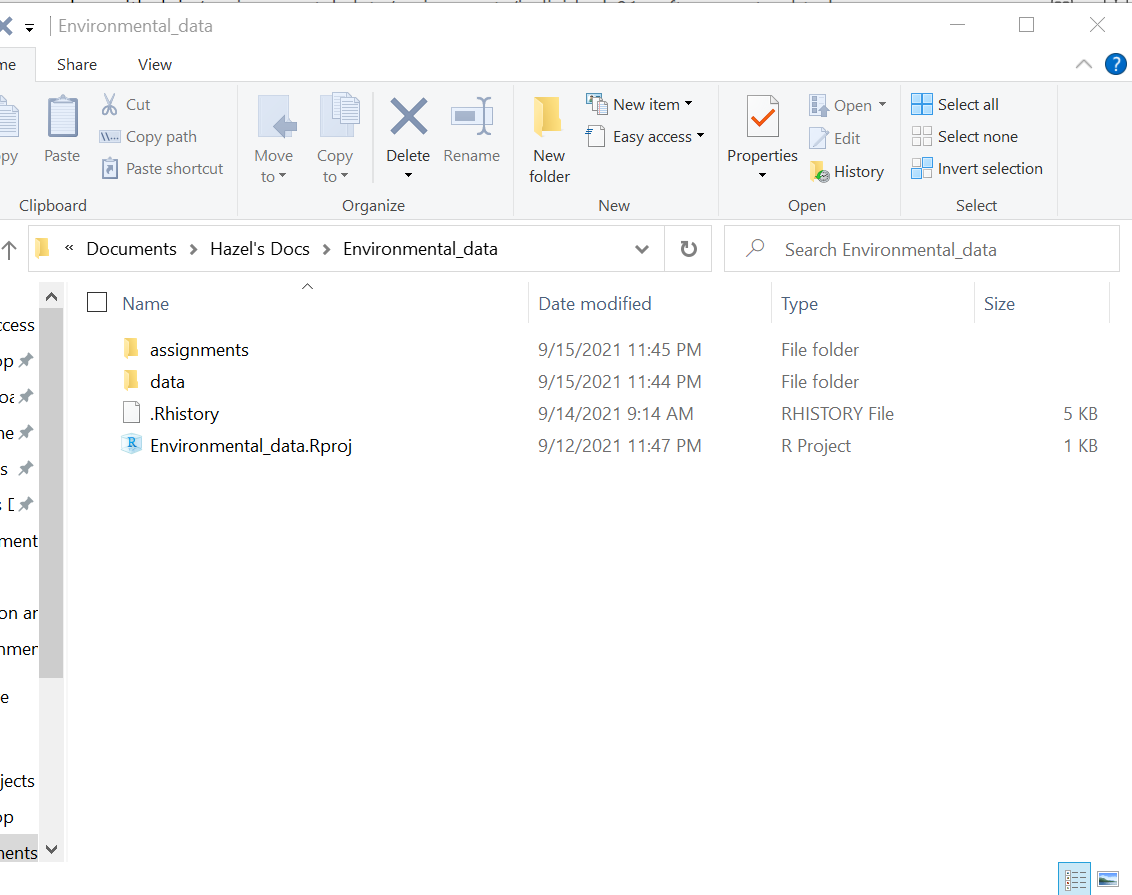 Environmental_data
Share View
Cut
Copy path
Paste shortcut
Paste
Clipboard
Move to
Copy to
Delete
Rename
Organize
New folder
New item
Easy access
New
Properties
Open
Edit
History
Open
Select all
Select none
Invert selection
Select
« Documents > Hazel's Docs > Environmental_data
Search Environmental_data
Name Date modified Type Size
assignments 9/15/2021 11:45 PM File folder
data 9/15/2021 11:44 PM File folder
.Rhistory 9/14/2021 9:14 AM RHISTORY File 5 KB
Environmental_data.Rproj 9/12/2021 11:47 PM R Project 1 KB